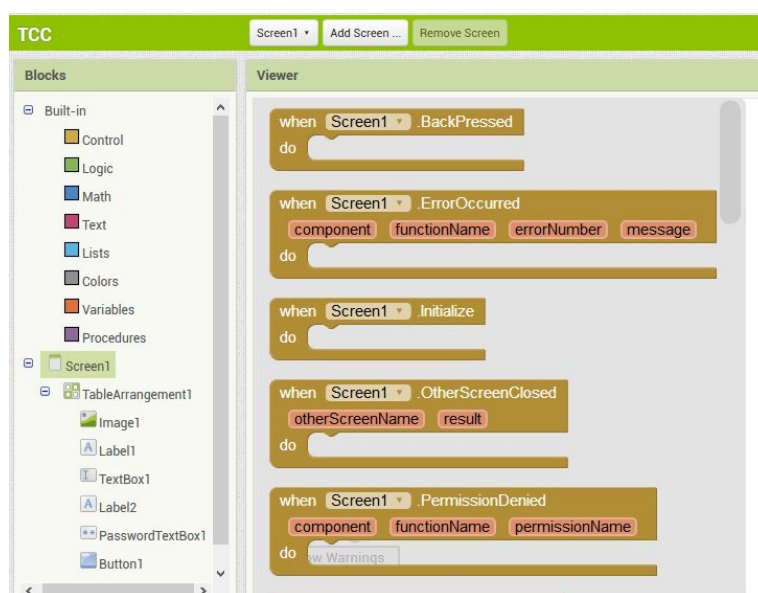 TCC
Screen1 Add Screen ... Remove Screen
Blocks
Built-in
Control
Logic
Math
Text
Lists
Colors
Variables
Procedures
Screen1
TableArrangement1
Image1
A Label1
TextBox1
A Label2
PasswordTextBox1
Button1
Viewer
when Screen1 .BackPressed
do
when Screen1 .ErrorOccurred
component functionName errorNumber message
do
when Screen1 .Initialize
do
when Screen1 .OtherScreenClosed
otherScreenName result
do
when Screen1 .PermissionDenied
component functionName permissionName
do
Warnings